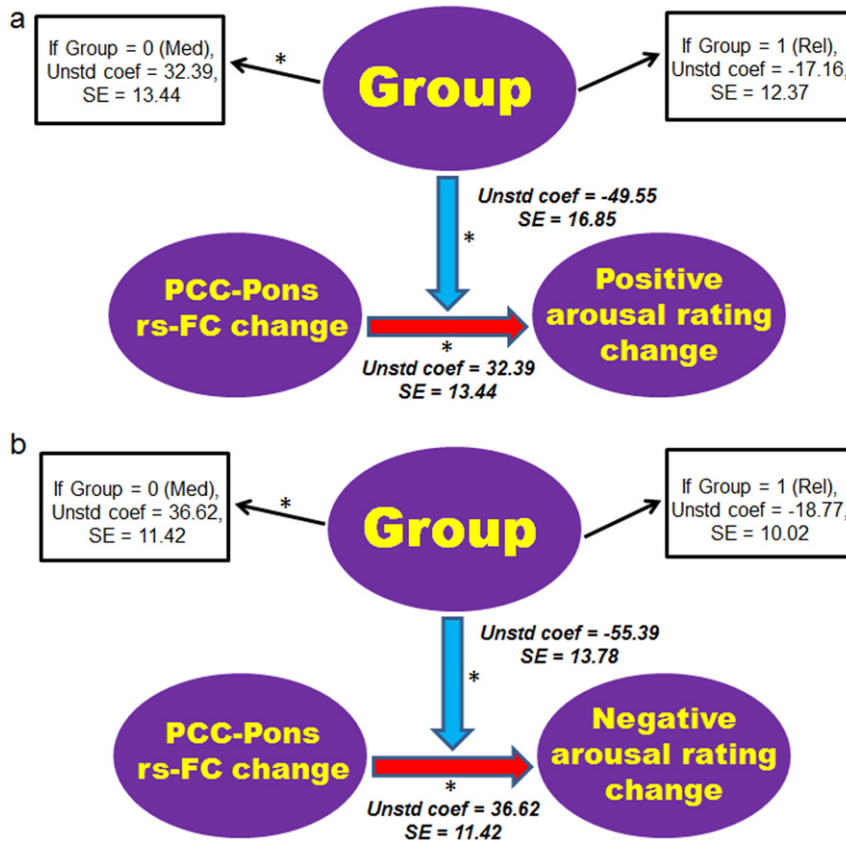 a
If Group = 0 (Med),
Unstd coef = 32.39,
SE = 13.44
*
Group
If Group = 1 (Rel),
Unstd coef = -17.16,
SE = 12.37
Unstd coef = -49.55
SE = 16.85
*
PCC-Pons
rs-FC change
*
Unstd coef = 32.39
SE = 13.44
Positive
arousal rating
change
b
If Group = 0 (Med),
Unstd coef = 36.62,
SE = 11.42
*
Group
If Group = 1 (Rel),
Unstd coef = -18.77,
SE = 10.02
Unstd coef = -55.39
SE = 13.78
*
PCC-Pons
rs-FC change
*
Unstd coef = 36.62
SE = 11.42
Negative
arousal rating
change